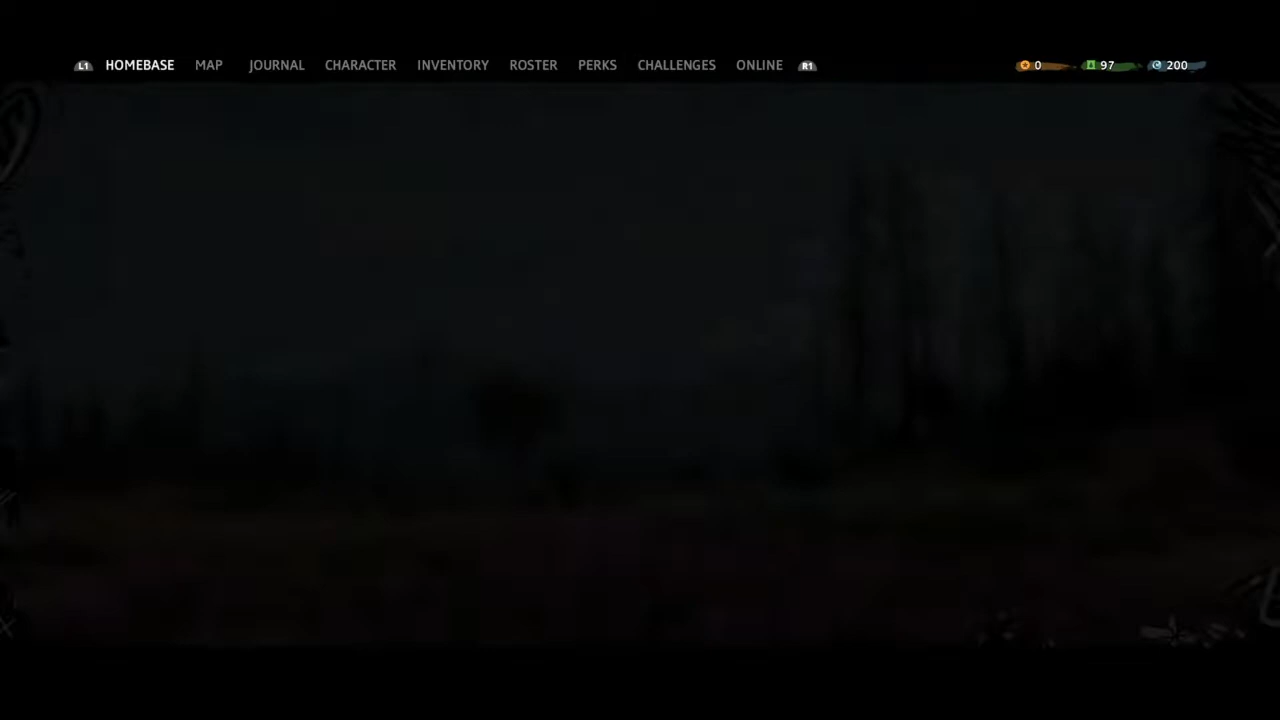 L1 HOMEBASE MAP JOURNAL CHARACTER INVENTORY ROSTER PERKS CHALLENGES ONLINE R1 0 97 200